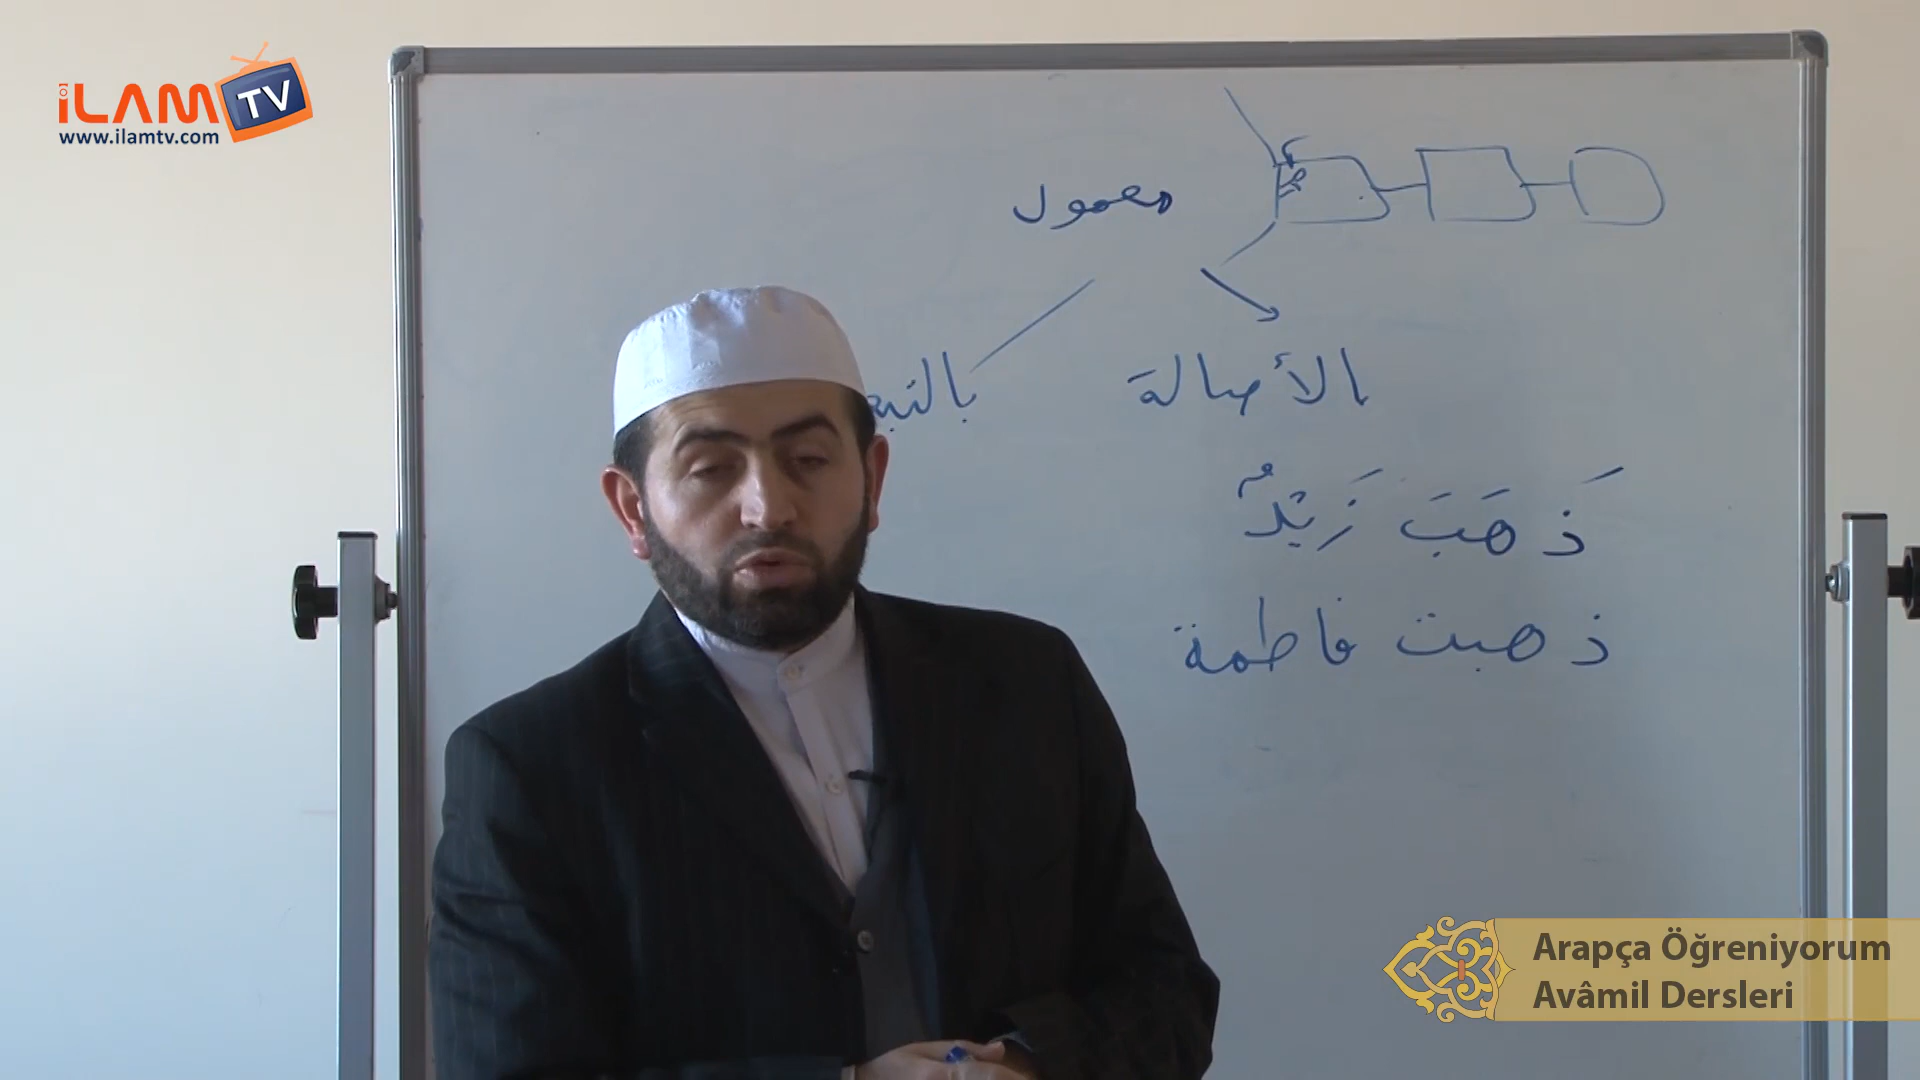 iLAM TV
www.ilamtv.com
معمول
الأصالة
ذَهَبَ زَيْدٌ
ذهبت فاطمة
Arapça Öğreniyorum
Avâmil Dersleri